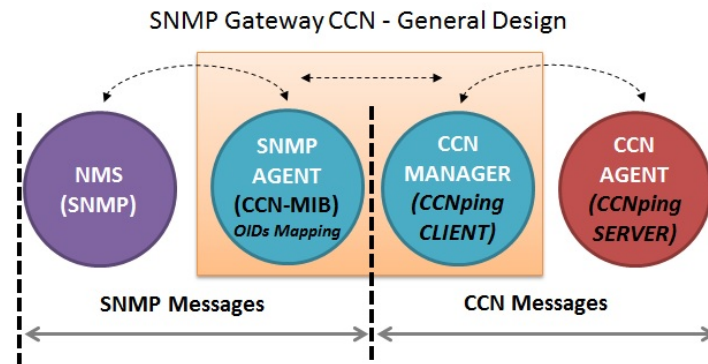 SNMP Gateway CCN - General Design
NMS
(SNMP)
SNMP
AGENT
(CCN-MIB)
OIDs Mapping
CCN
MANAGER
(CCNping
CLIENT)
CCN
AGENT
(CCNping
SERVER)
SNMP Messages
CCN Messages